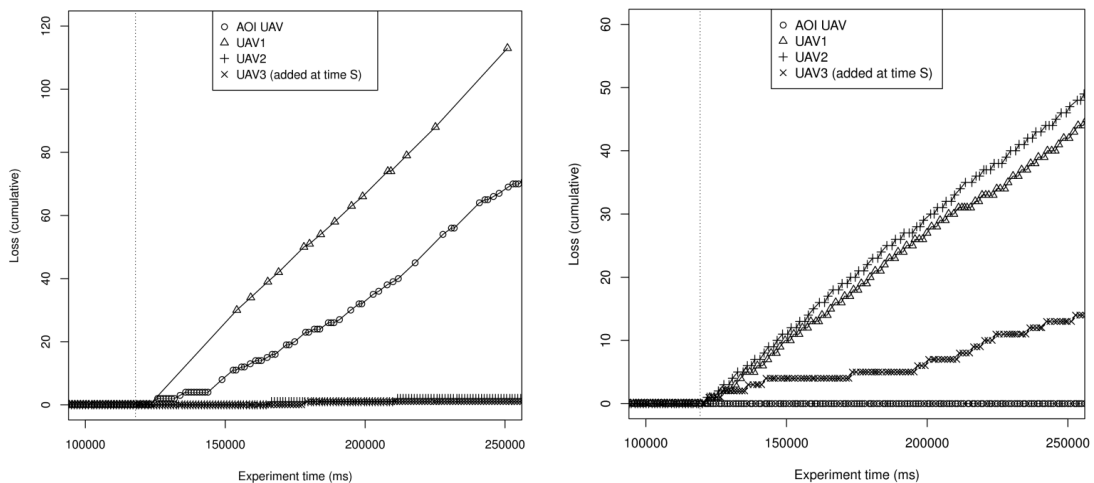 Loss (cumulative)
120
100
80
60
40
20
0
AOI UAV
UAV1
UAV2
UAV3 (added at time S)
100000 150000 200000 250000
Experiment time (ms)
Loss (cumulative)
60
50
40
30
20
10
0
AOI UAV
UAV1
UAV2
UAV3 (added at time S)
100000 150000 200000 250000
Experiment time (ms)